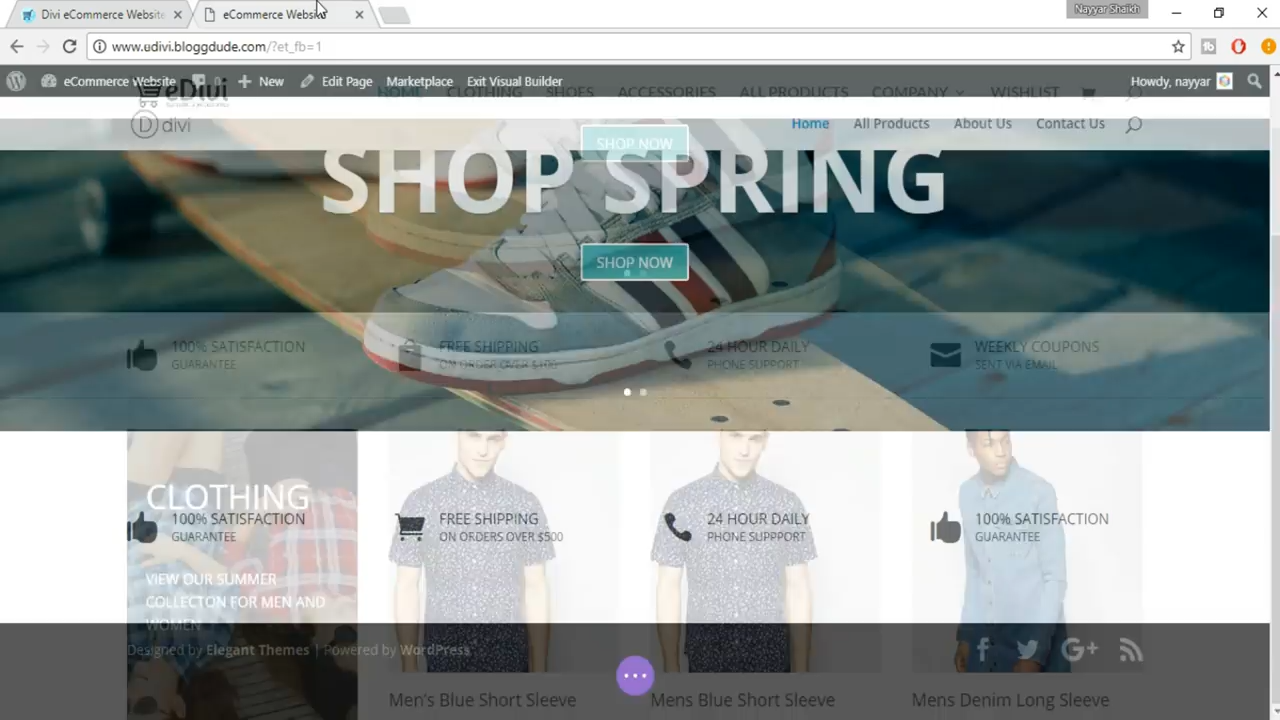 Divi eCommerce Website
eCommerce Website
Nayyar Shaikh
www.udivi.bloggdude.com/?et_fb=1
eCommerce Website
0
New
Edit Page
Marketplace
Exit Visual Builder
Howdy, nayyar
eDivi
HOME
CLOTHING
SHOES
ACCESSORIES
ALL PRODUCTS
COMPANY
WISHLIST
D divi
Home
All Products
About Us
Contact Us
SHOP NOW
SHOP SPRING
SHOP NOW
100% SATISFACTION
GUARANTEE
FREE SHIPPING
ON ORDER OVER $100
24 HOUR DAILY
PHONE SUPPORT
WEEKLY COUPONS
SENT VIA EMAIL
CLOTHING
100% SATISFACTION
GUARANTEE
FREE SHIPPING
ON ORDERS OVER $500
24 HOUR DAILY
PHONE SUPPPORT
100% SATISFACTION
GUARANTEE
VIEW OUR SUMMER
COLLECTON FOR MEN AND
WOMEN
Designed by Elegant Themes | Powered by WordPress
Men's Blue Short Sleeve
Mens Blue Short Sleeve
Mens Denim Long Sleeve